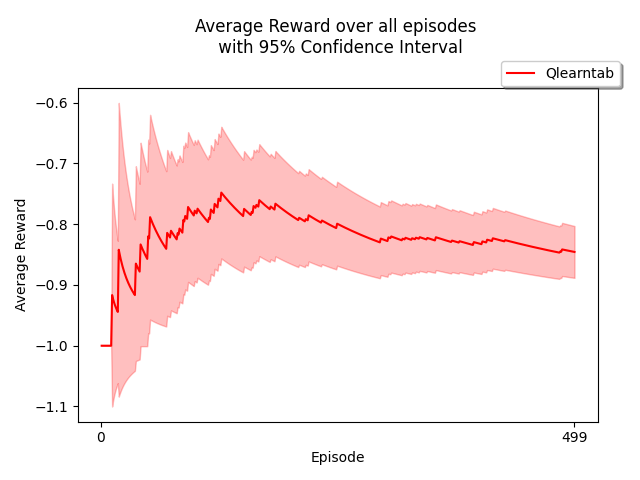 Average Reward over all episodes
with 95% Confidence Interval
Qlearntab
−0.6
−0.7
−0.8
−0.9
−1.0
−1.1
Average Reward
0 499
Episode